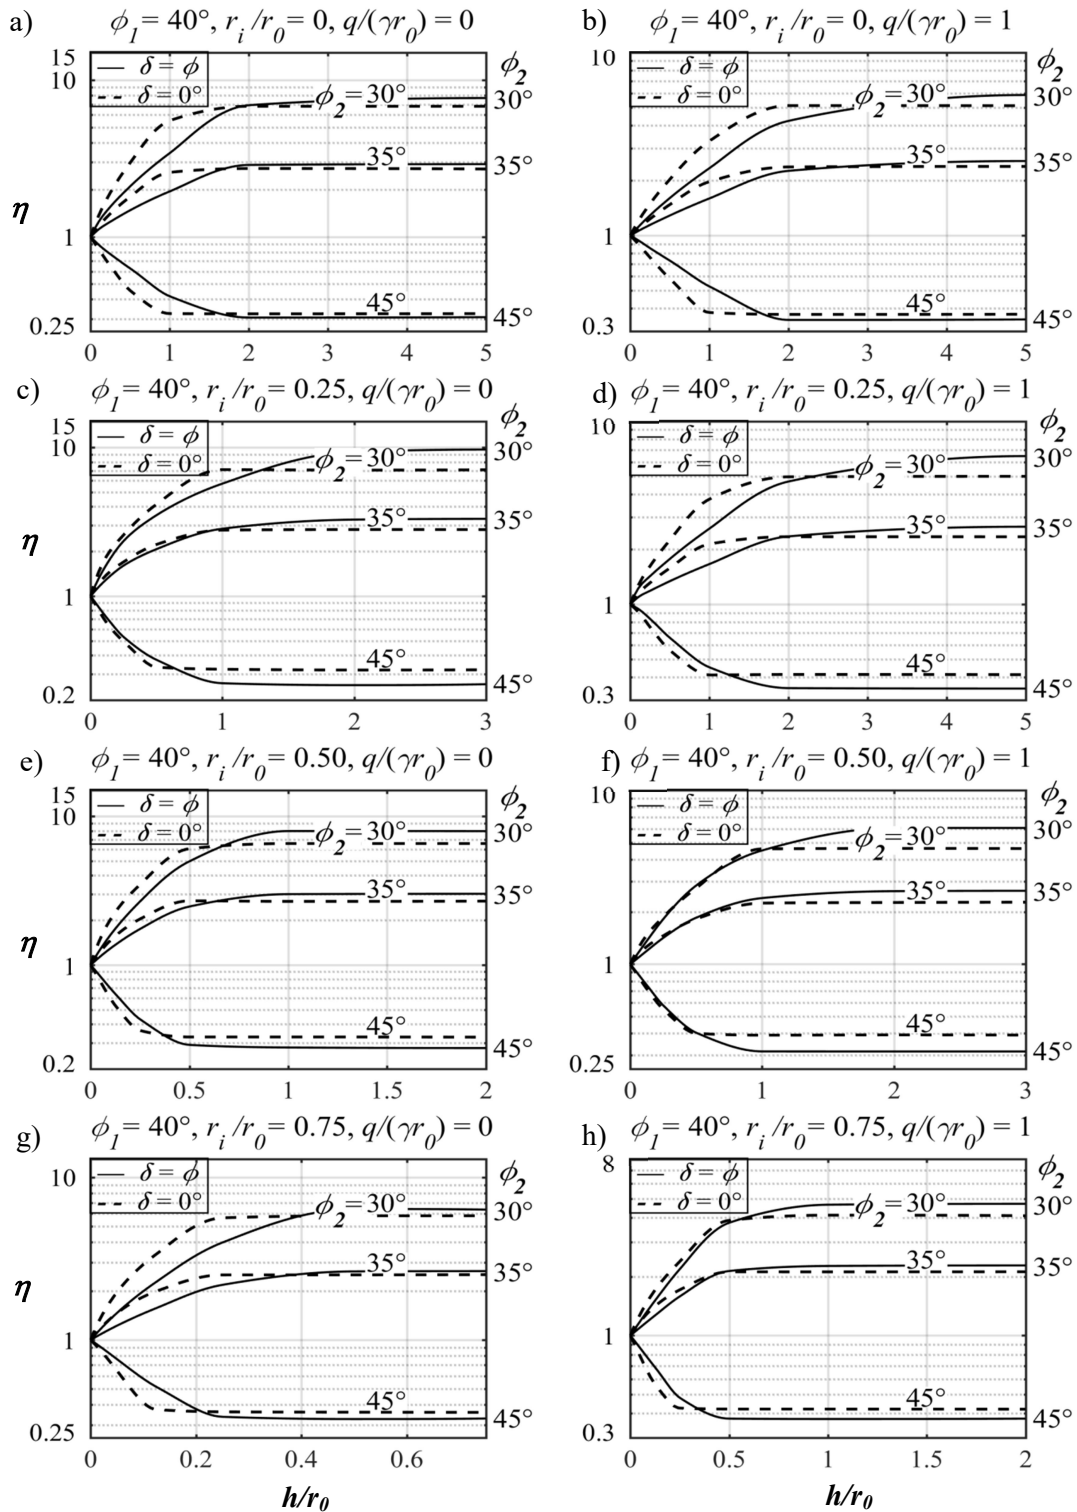 a) ϕ1= 40°, ri/r0= 0, q/(γr0) = 0
15
10
1
0.25
η
δ = ϕ
δ = 0°
ϕ2= 30°
35°
45°
ϕ2
30°
35°
45°
0 1 2 3 4 5
b) ϕ1= 40°, ri/r0= 0, q/(γr0) = 1
10
1
0.3
δ = ϕ
δ = 0°
ϕ2= 30°
35°
45°
ϕ2
30°
35°
45°
0 1 2 3 4 5
c) ϕ1= 40°, ri/r0= 0.25, q/(γr0) = 0
15
10
1
0.2
η
δ = ϕ
δ = 0°
ϕ2= 30°
35°
45°
ϕ2
30°
35°
45°
0 1 2 3
d) ϕ1= 40°, ri/r0= 0.25, q/(γr0) = 1
10
1
0.3
δ = ϕ
δ = 0°
ϕ2= 30°
35°
45°
ϕ2
30°
35°
45°
0 1 2 3 4 5
e) ϕ1= 40°, ri/r0= 0.50, q/(γr0) = 0
15
10
1
0.2
η
δ = ϕ
δ = 0°
ϕ2= 30°
35°
45°
ϕ2
30°
35°
45°
0 0.5 1 1.5 2
f) ϕ1= 40°, ri/r0= 0.50, q/(γr0) = 1
10
1
0.25
δ = ϕ
δ = 0°
ϕ2= 30°
35°
45°
ϕ2
30°
35°
45°
0 1 2 3
g) ϕ1= 40°, ri/r0= 0.75, q/(γr0) = 0
10
1
0.25
η
δ = ϕ
δ = 0°
ϕ2= 30°
35°
45°
ϕ2
30°
35°
45°
0 0.2 0.4 0.6
h/r0
h) ϕ1= 40°, ri/r0= 0.75, q/(γr0) = 1
8
1
0.3
δ = ϕ
δ = 0°
ϕ2= 30°
35°
45°
ϕ2
30°
35°
45°
0 0.5 1 1.5 2
h/r0